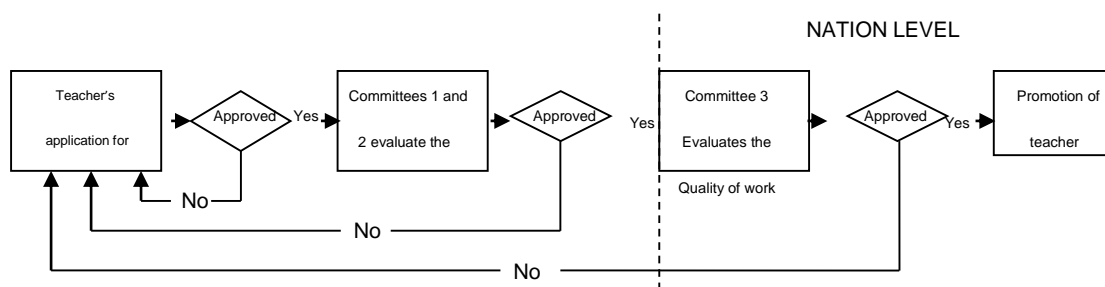 NATION LEVEL
Teacher's
application for
Approved
Yes
Committees 1 and
2 evaluate the
Approved
Yes
Committee 3
Evaluates the
Quality of work
Approved
Yes
Promotion of
teacher
No
No
No